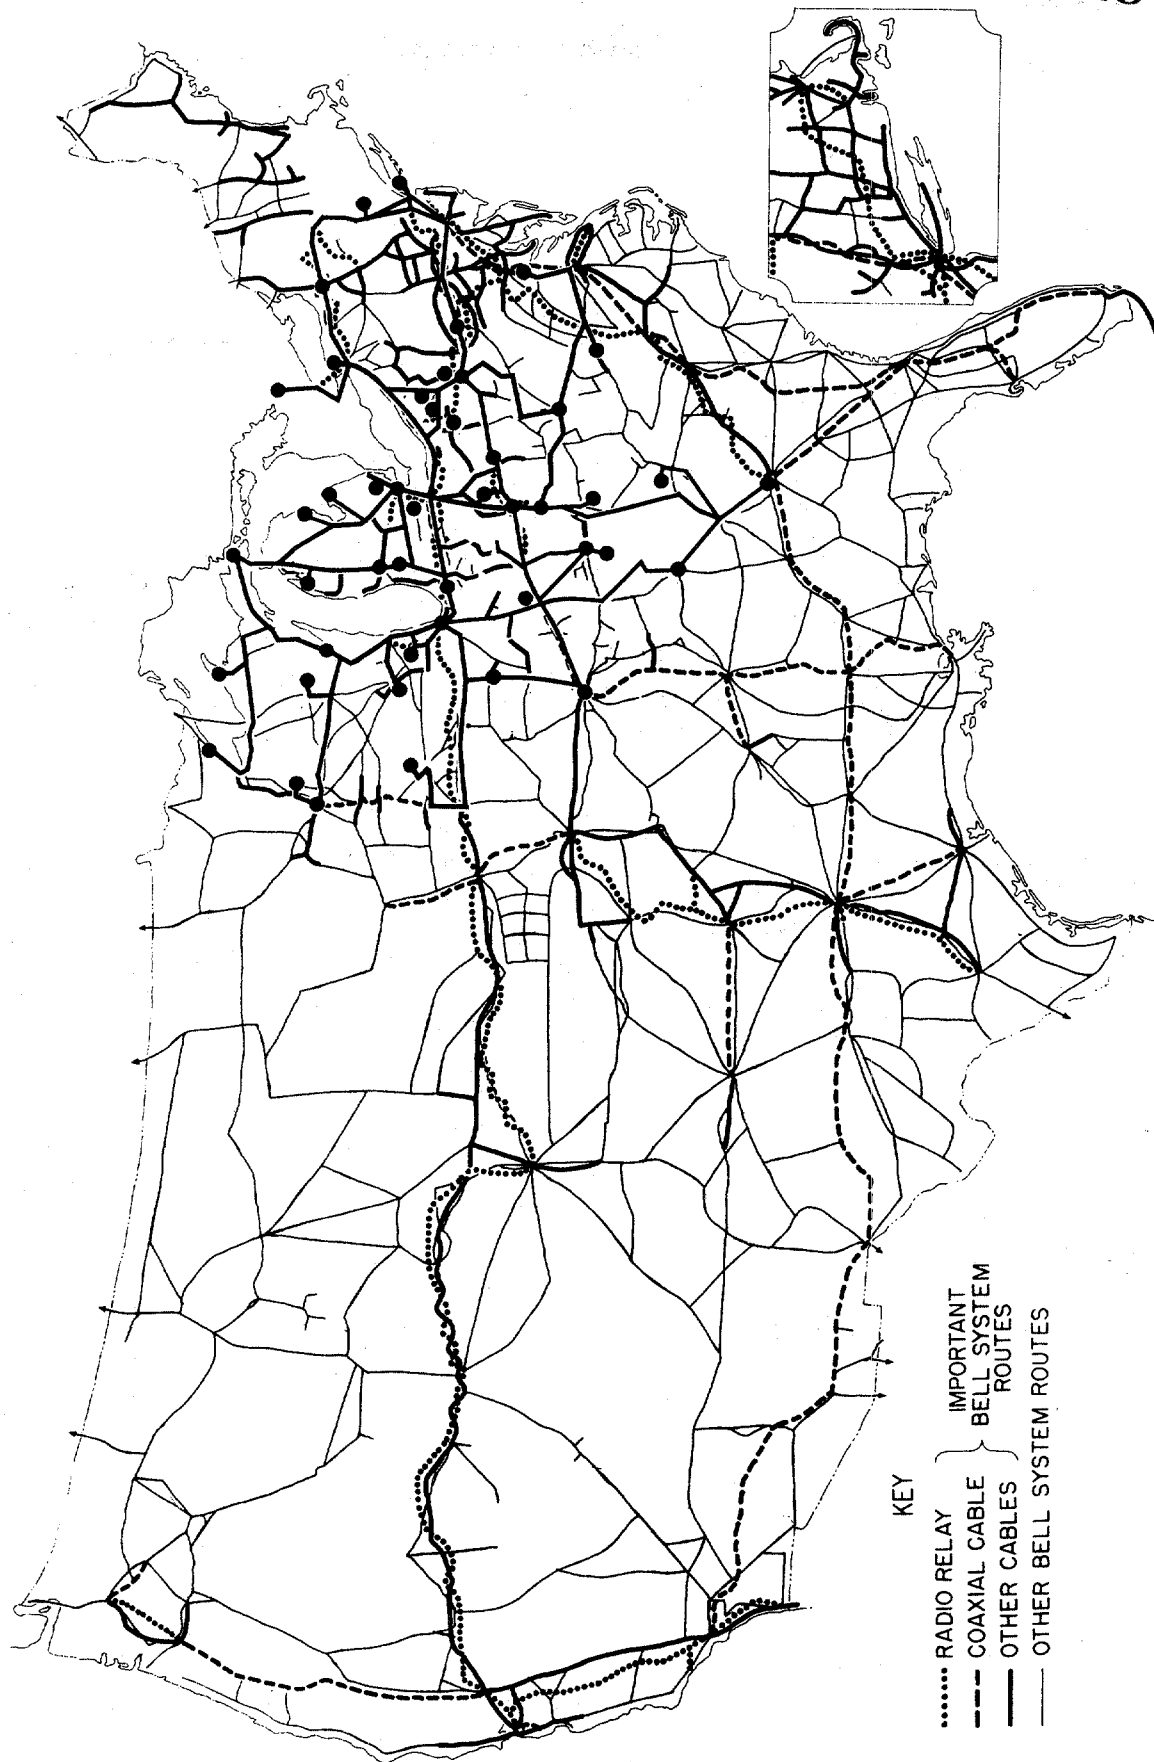 KEY
RADIO RELAY
COAXIAL CABLE
OTHER CABLES
IMPORTANT
BELL SYSTEM
ROUTES
OTHER BELL SYSTEM ROUTES